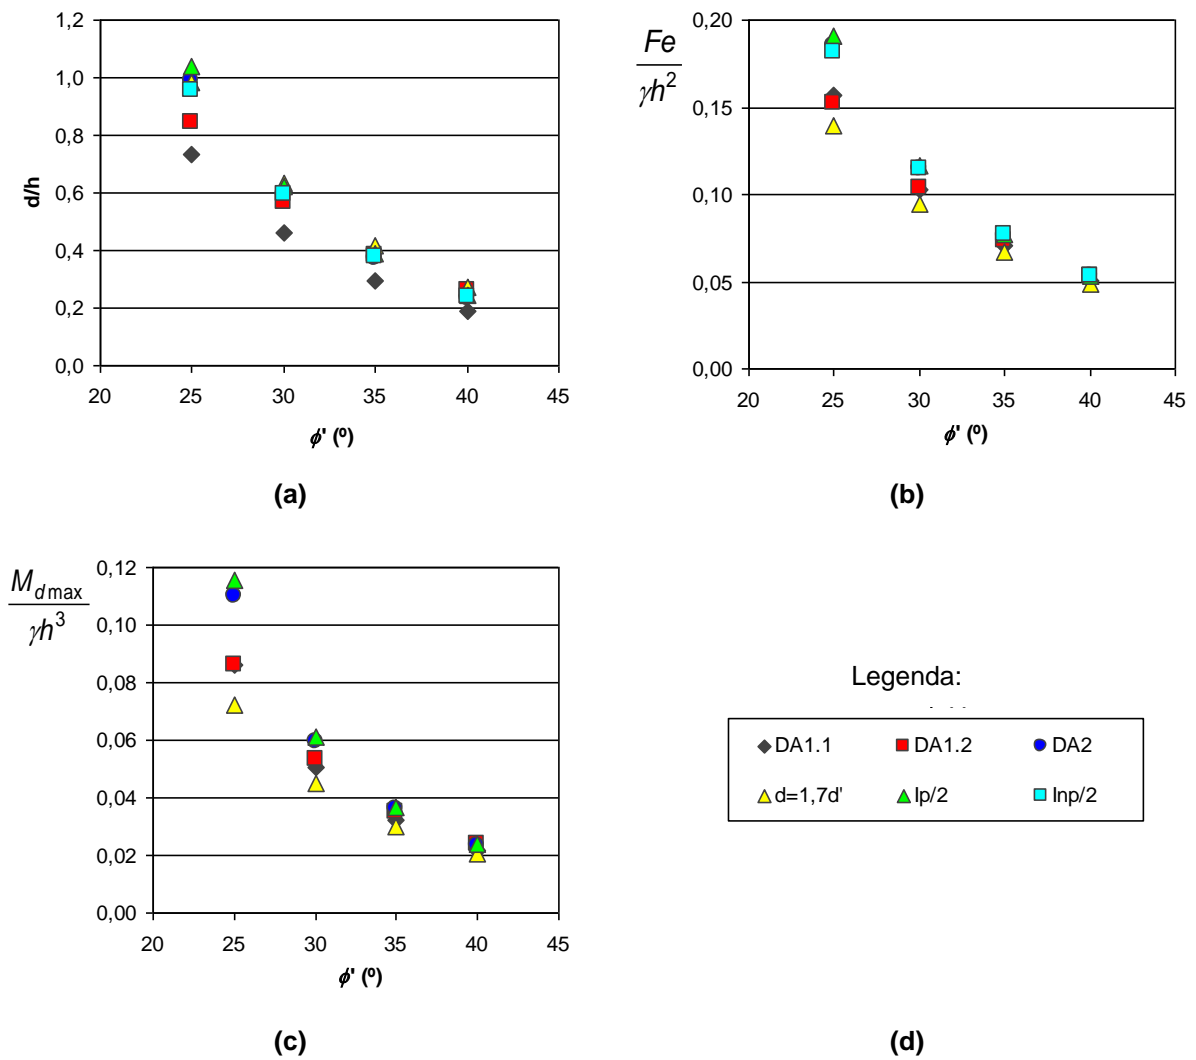 1,2
1,0
0,8
0,6
0,4
0,2
0,0
d/h
20 25 30 35 40 45
ϕ' (º)
(a)
Fe
γh²
0,20
0,15
0,10
0,05
0,00
20 25 30 35 40 45
ϕ' (º)
(b)
M d max
γh³
0,12
0,10
0,08
0,06
0,04
0,02
0,00
20 25 30 35 40 45
ϕ' (º)
(c)
Legenda:
DA1.1 DA1.2 DA2
d=1,7d' Ip/2 Inp/2
(d)